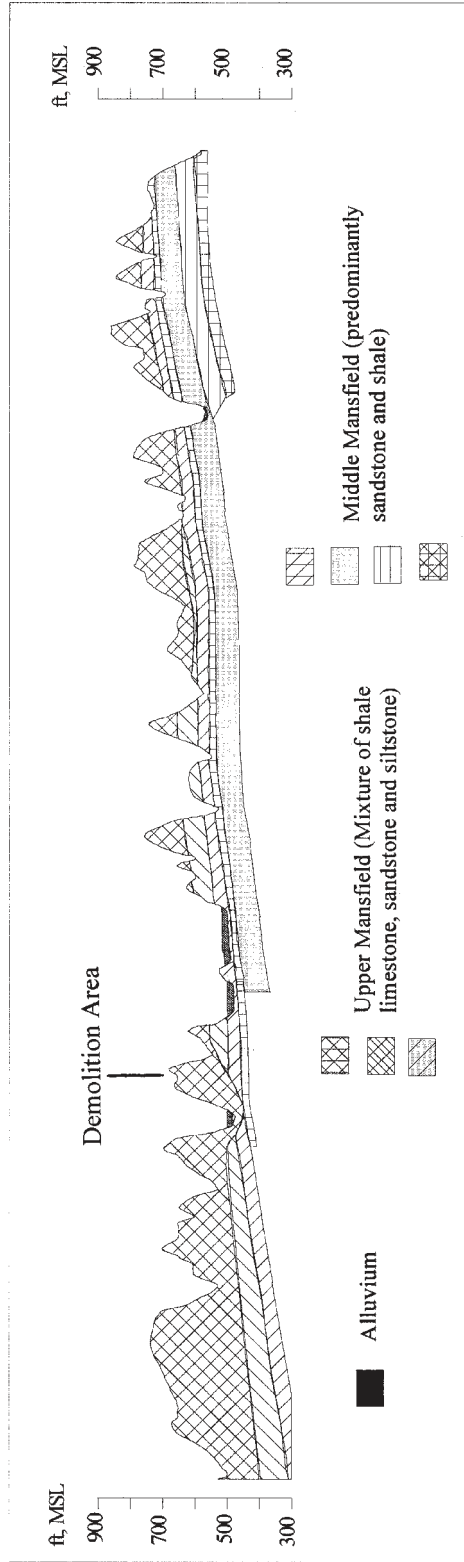 ft, MSL
900
700
500
300
Demolition Area
ft, MSL
900
700
500
300
Alluvium
Upper Mansfield (Mixture of shale
limestone, sandstone and siltstone)
Middle Mansfield (predominantly
sandstone and shale)